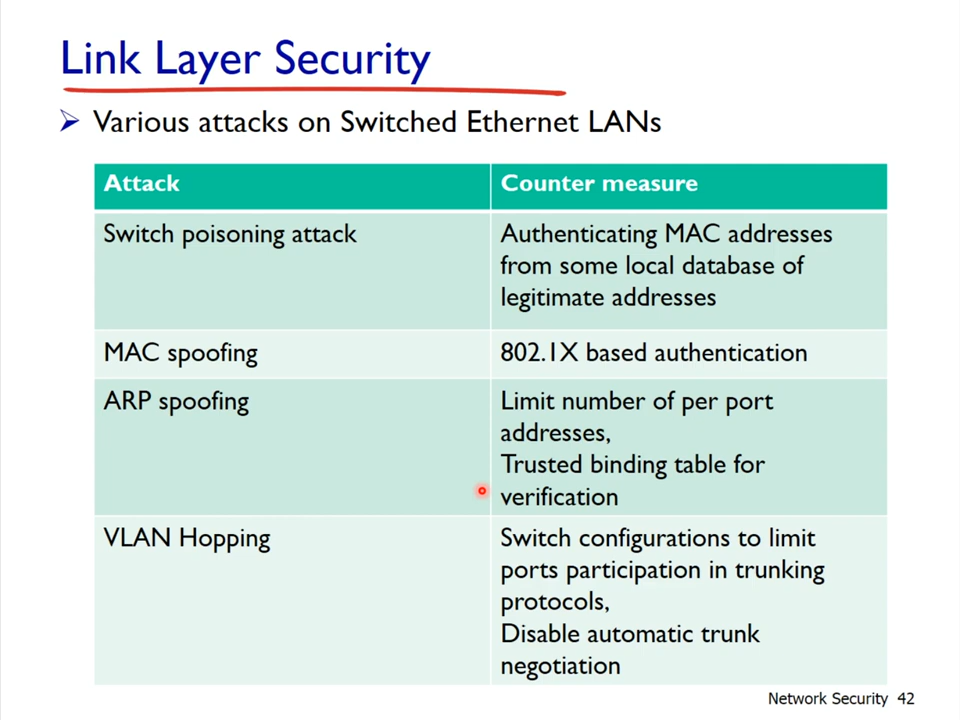 Link Layer Security
Various attacks on Switched Ethernet LANs
Attack
Counter measure
Switch poisoning attack
Authenticating MAC addresses
from some local database of
legitimate addresses
MAC spoofing
802.1X based authentication
ARP spoofing
Limit number of per port
addresses,
Trusted binding table for
verification
VLAN Hopping
Switch configurations to limit
ports participation in trunking
protocols,
Disable automatic trunk
negotiation
Network Security 42